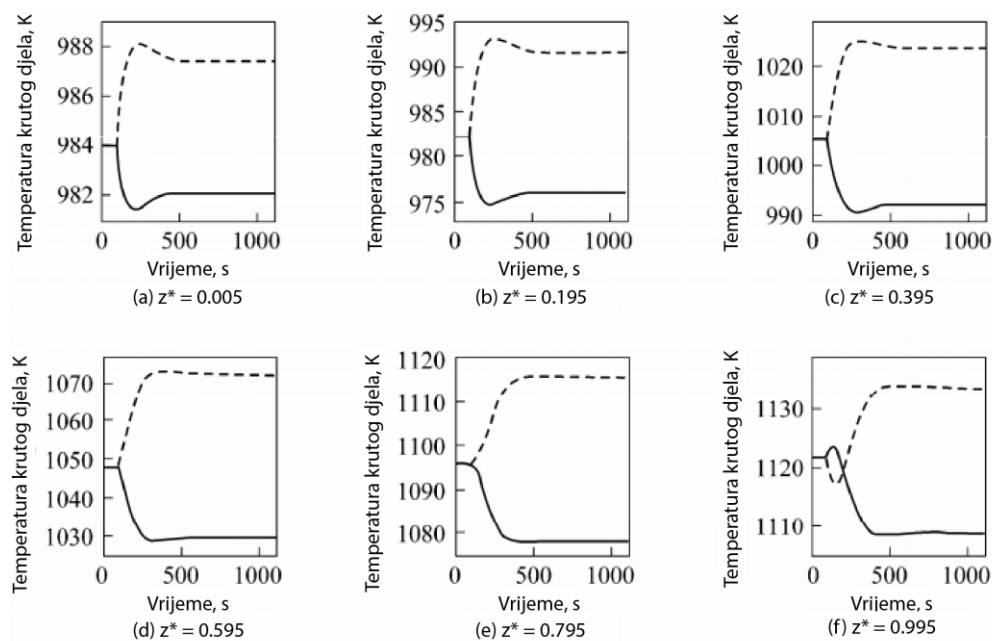 Temperatura krutog djela, K
988
986
984
982
0
500
1000
Vrijeme, s
(a) z* = 0.005
Temperatura krutog djela, K
995
990
985
980
975
0
500
1000
Vrijeme, s
(b) z* = 0.195
Temperatura krutog djela, K
1020
1010
1000
990
0
500
1000
Vrijeme, s
(c) z* = 0.395
Temperatura krutog djela, K
1070
1060
1050
1040
1030
0
500
1000
Vrijeme, s
(d) z* = 0.595
Temperatura krutog djela, K
1120
1110
1100
1090
1080
0
500
1000
Vrijeme, s
(e) z* = 0.795
Temperatura krutog djela, K
1130
1120
1110
0
500
1000
Vrijeme, s
(f) z* = 0.995